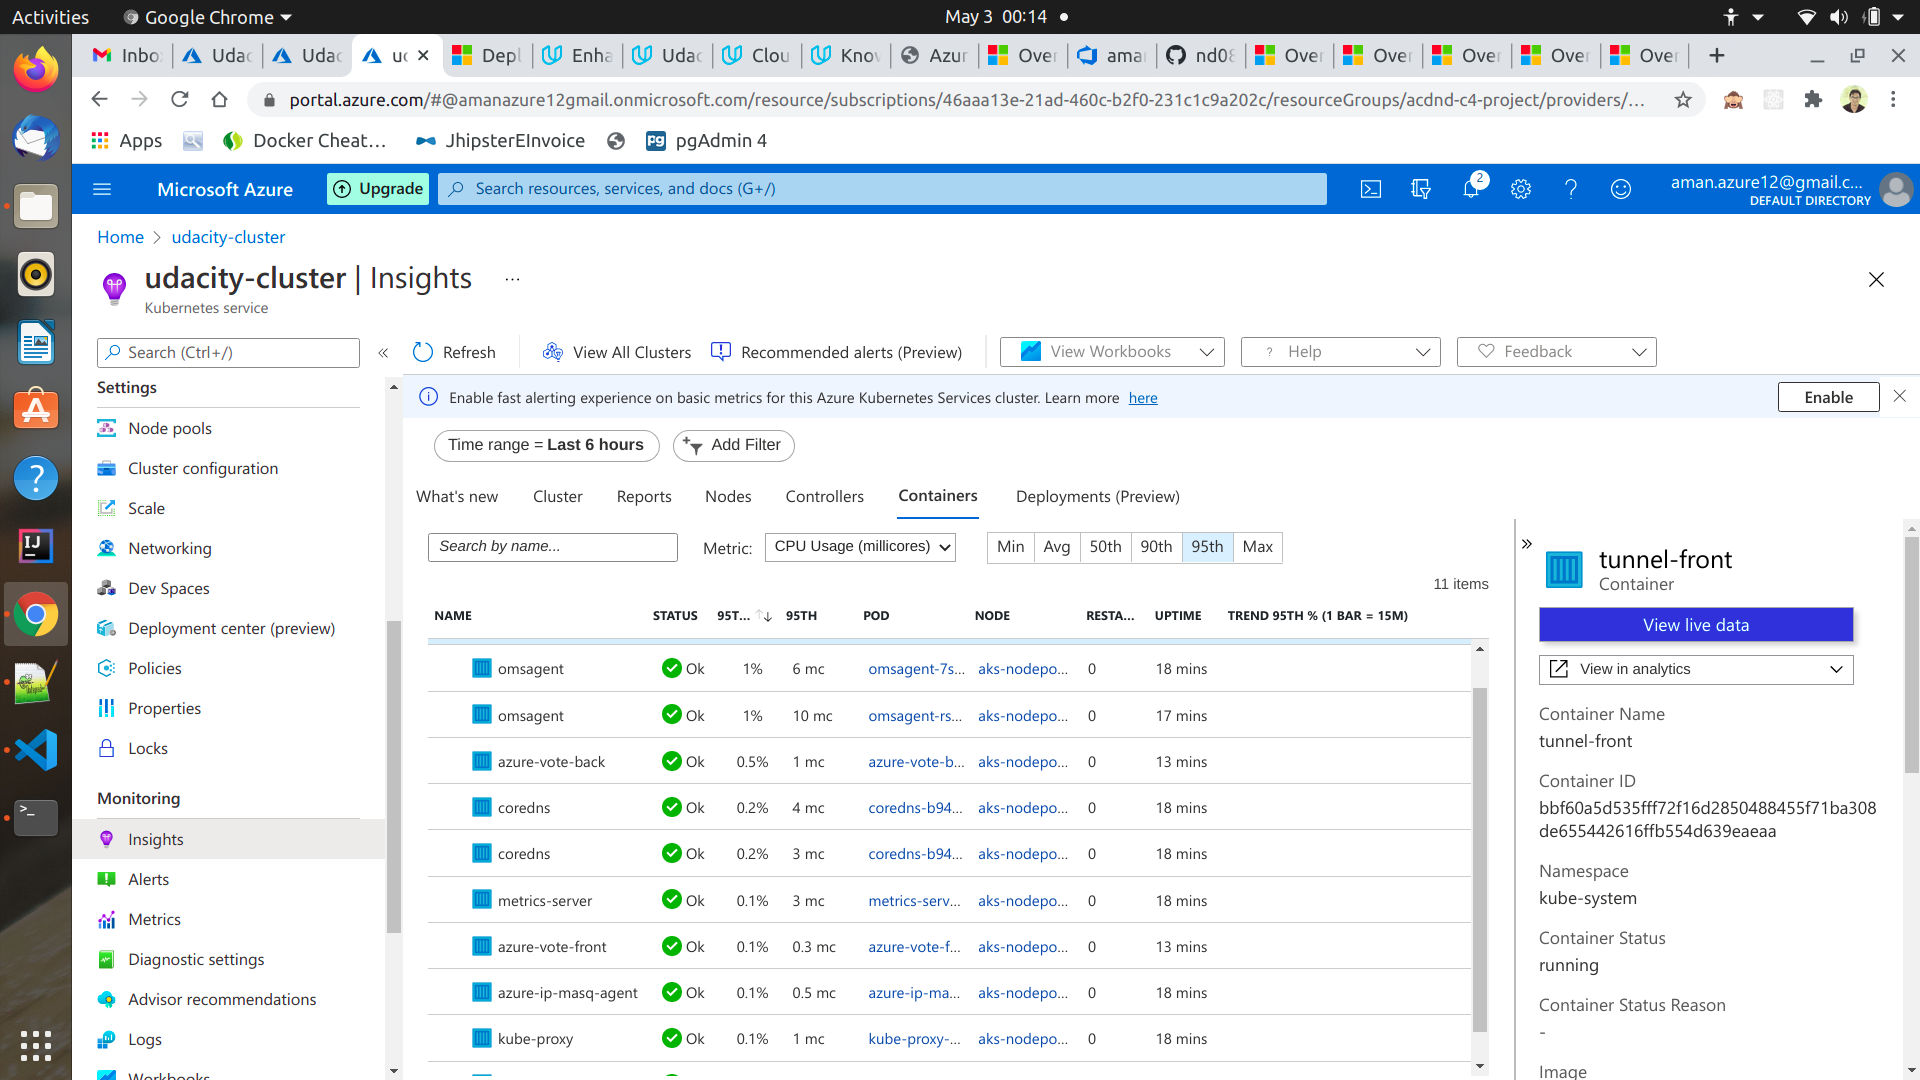 Activities
Google Chrome
May 3 00:14
Inbo
Udac
Udac
uc
Depl
Enha
Udac
Clou
Knov
Azur
Over
amar
nd08
Over
Over
Over
Over
Over
portal.azure.com/#@amanazure12gmail.onmicrosoft.com/resource/subscriptions/46aaa13e-21ad-460c-b2f0-231c1c9a202c/resourceGroups/acdnd-c4-project/providers/...
Apps
Docker Cheat...
JhipsterEInvoice
pgAdmin 4
Microsoft Azure
Upgrade
Search resources, services, and docs (G+/)
2
aman.azure12@gmail.c...
DEFAULT DIRECTORY
Home > udacity-cluster
udacity-cluster | Insights ...
Kubernetes service
Search (Ctrl+/)
«
Refresh
View All Clusters
Recommended alerts (Preview)
View Workbooks
? Help
Feedback
Settings
Node pools
Cluster configuration
Scale
Networking
Dev Spaces
Deployment center (preview)
Policies
Properties
Locks
Monitoring
Insights
Alerts
Metrics
Diagnostic settings
Advisor recommendations
Logs
Workbooks
Enable fast alerting experience on basic metrics for this Azure Kubernetes Services cluster. Learn more here
Enable
Time range = Last 6 hours
Add Filter
What's new Cluster Reports Nodes Controllers Containers Deployments (Preview)
Search by name...
Metric: CPU Usage (millicores)
Min Avg 50th 90th 95th Max
11 items
NAME STATUS 95T... ↑↓ 95TH POD NODE RESTA... UPTIME TREND 95TH % (1 BAR = 15M)
omsagent Ok 1% 6 mc omsagent-7s... aks-nodepo... 0 18 mins
omsagent Ok 1% 10 mc omsagent-rs... aks-nodepo... 0 17 mins
azure-vote-back Ok 0.5% 1 mc azure-vote-b... aks-nodepo... 0 13 mins
coredns Ok 0.2% 4 mc coredns-b94... aks-nodepo... 0 18 mins
coredns Ok 0.2% 3 mc coredns-b94... aks-nodepo... 0 18 mins
metrics-server Ok 0.1% 3 mc metrics-serv... aks-nodepo... 0 18 mins
azure-vote-front Ok 0.1% 0.3 mc azure-vote-f... aks-nodepo... 0 13 mins
azure-ip-masq-agent Ok 0.1% 0.5 mc azure-ip-ma... aks-nodepo... 0 18 mins
kube-proxy Ok 0.1% 1 mc kube-proxy-... aks-nodepo... 0 18 mins
»
tunnel-front
Container
View live data
View in analytics
Container Name
tunnel-front
Container ID
bbf60a5d535fff72f16d2850488455f71ba308
de655442616ffb554d639eaeaa
Namespace
kube-system
Container Status
running
Container Status Reason
-
Image